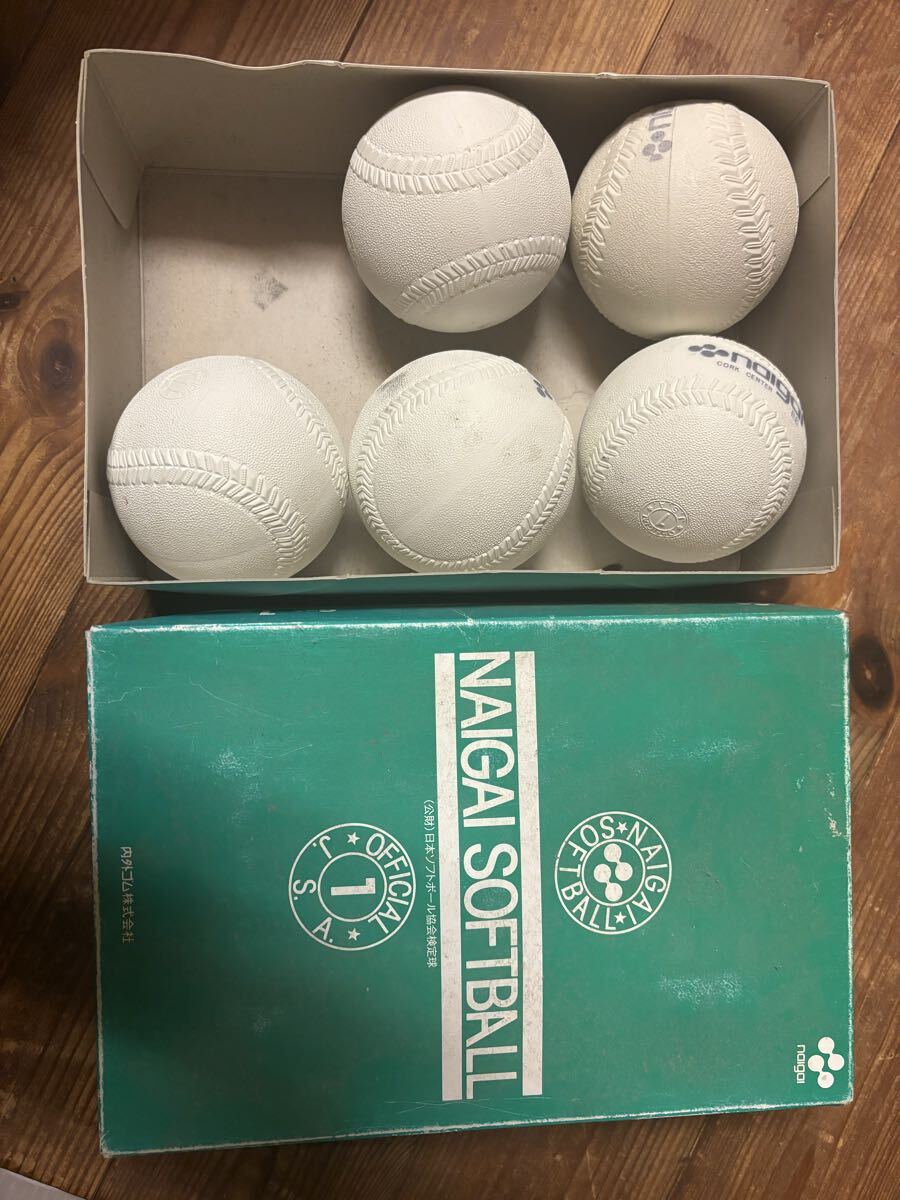 naigai
CORK CENTER
1
NAIGAI
SOFTBALL
NAIGAI SOFTBALL
(公財)日本ソフトボール協会検定球
OFFICIAL
1
J.S.A.
内外ゴム株式会社
naigai